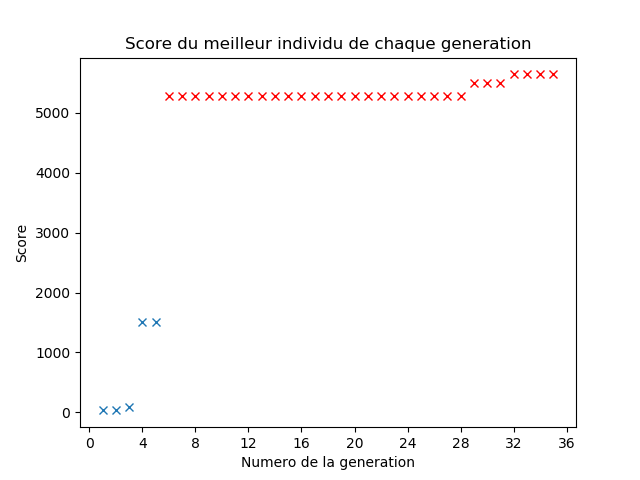 Score du meilleur individu de chaque generation
5000
4000
3000
2000
1000
0
Score
0 4 8 12 16 20 24 28 32 36
Numero de la generation